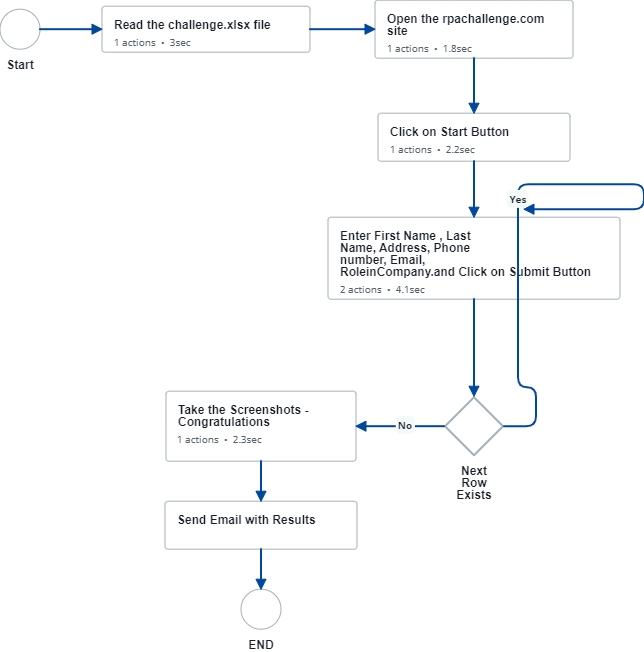 Read the challenge.xlsx file
1 actions • 3sec
Start
Open the rpachallenge.com
site
1 actions • 1.8sec
Click on Start Button
1 actions • 2.2sec
Yes
Enter First Name , Last
Name, Address, Phone
number, Email,
RoleinCompany.and Click on Submit Button
2 actions • 4.1sec
Take the Screenshots -
Congratulations
1 actions • 2.3sec
No
Next
Row
Exists
Send Email with Results
END